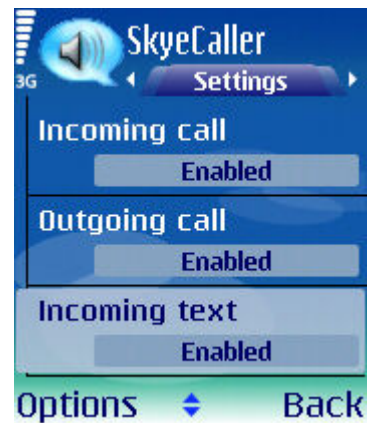 SkyeCaller
3G
Settings
Incoming call
Enabled
Outgoing call
Enabled
Incoming text
Enabled
Options Back